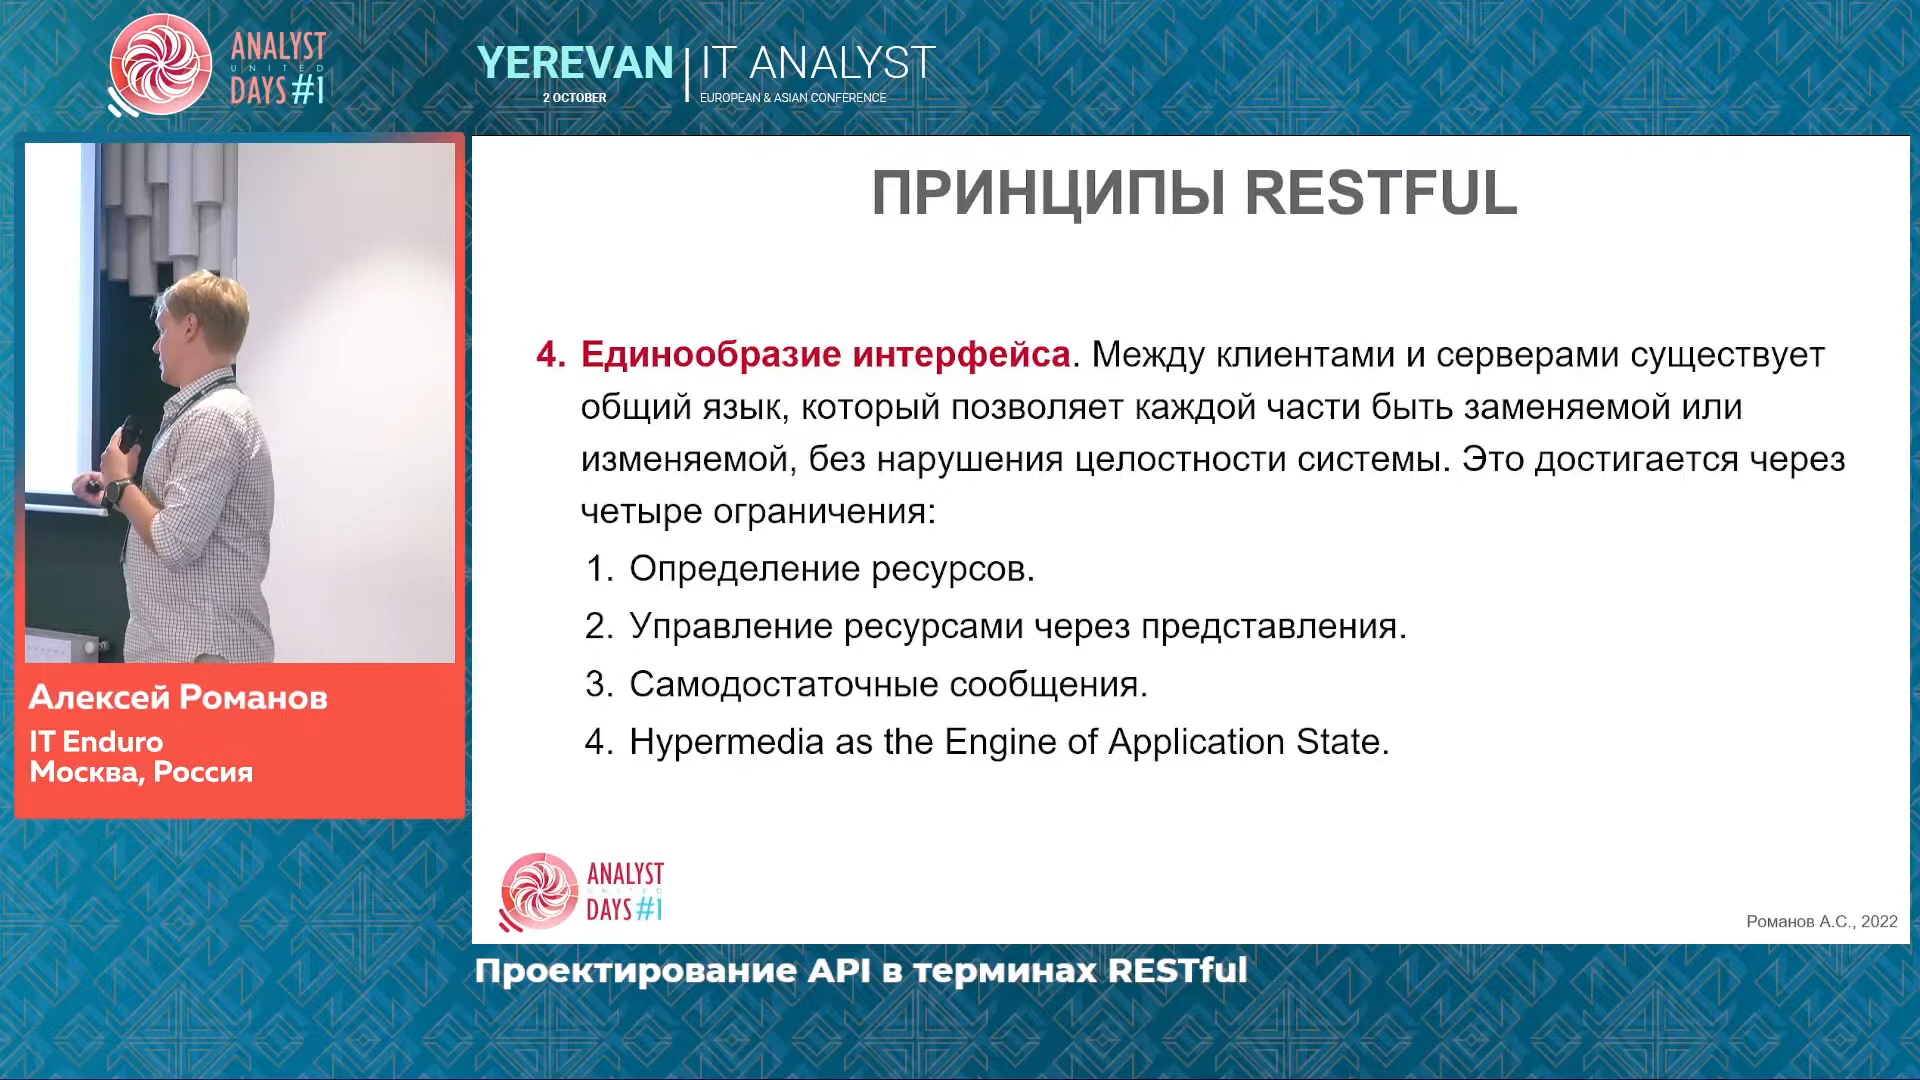 ANALYST
UNITED
DAYS #1
YEREVAN
2 OCTOBER
IT ANALYST
EUROPEAN & ASIAN CONFERENCE
ПРИНЦИПЫ RESTFUL
4. Единообразие интерфейса. Между клиентами и серверами существует
общий язык, который позволяет каждой части быть заменяемой или
изменяемой, без нарушения целостности системы. Это достигается через
четыре ограничения:
1. Определение ресурсов.
2. Управление ресурсами через представления.
3. Самодостаточные сообщения.
4. Hypermedia as the Engine of Application State.
Алексей Романов
IT Enduro
Москва, Россия
ANALYST
UNITED
DAYS #1
Романов А.С., 2022
Проектирование API в терминах RESTful